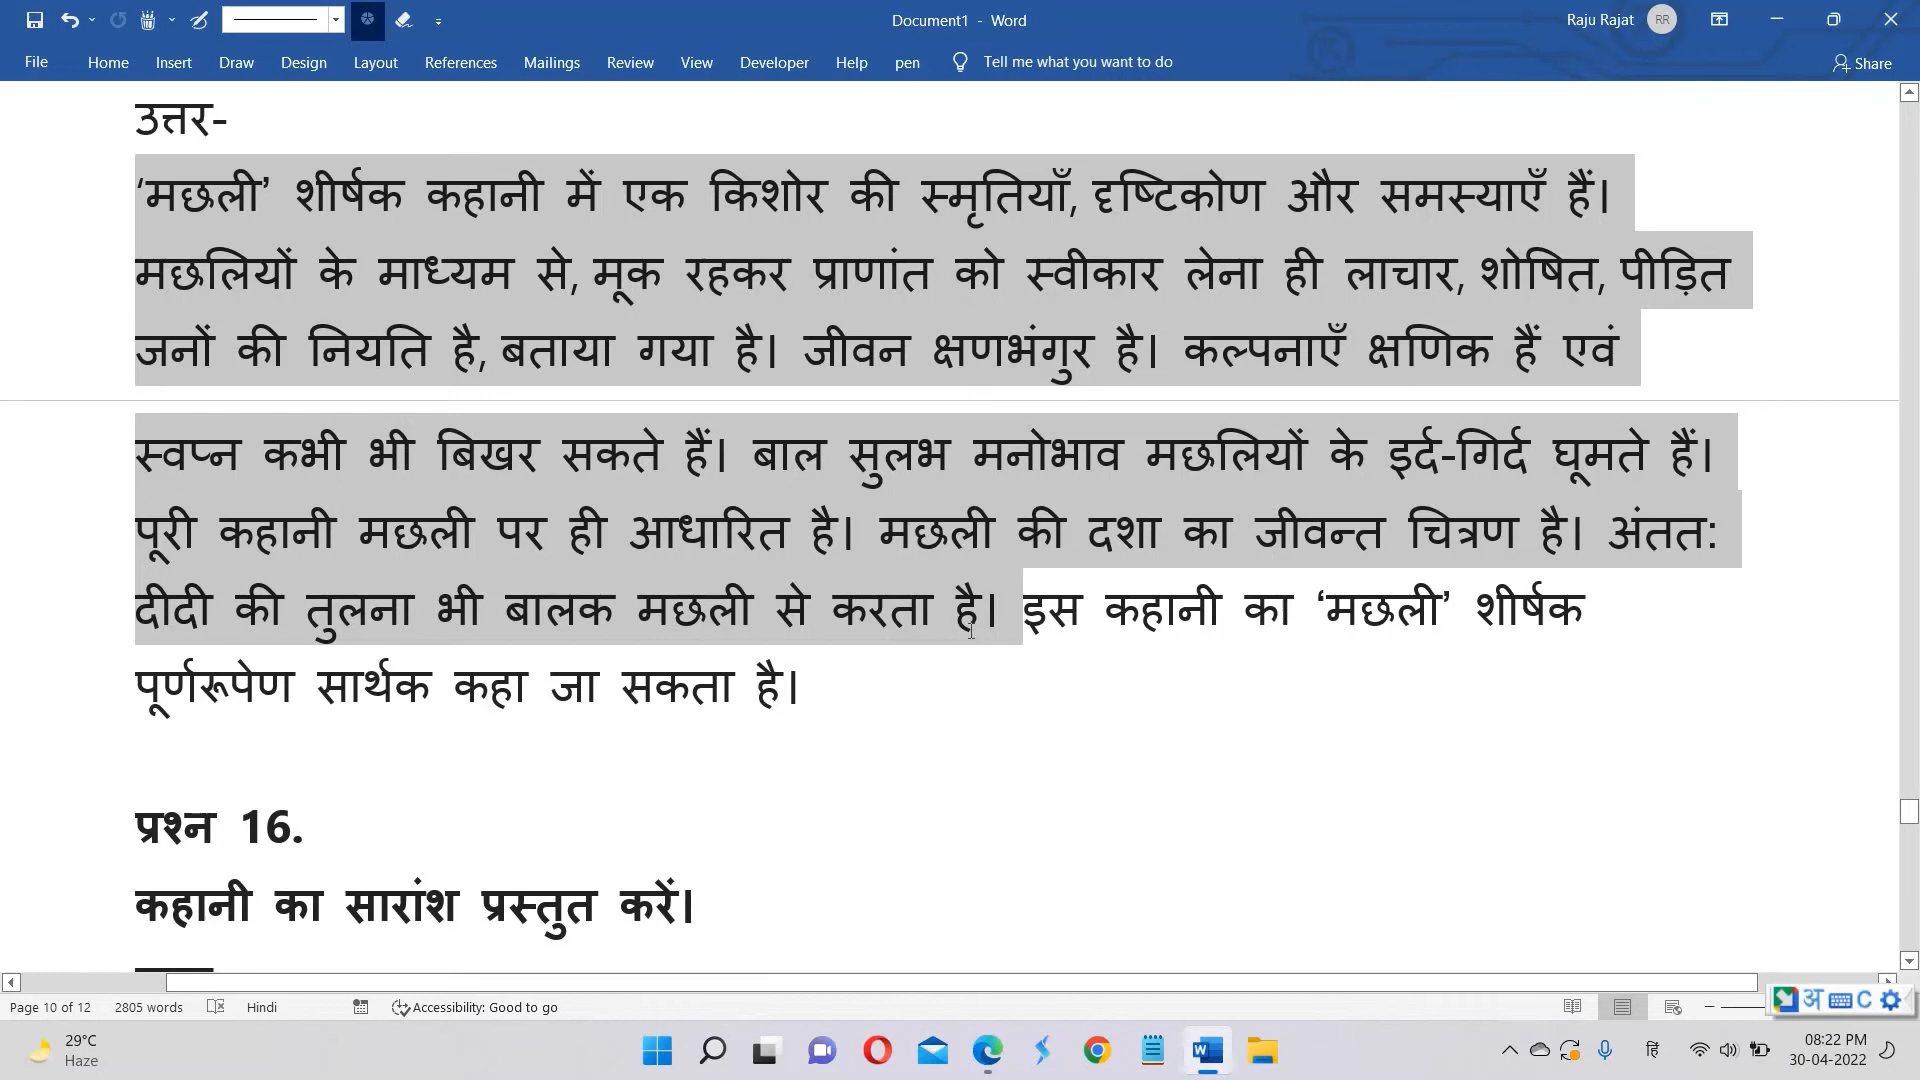 Document1 - Word
Raju Rajat
RR
File Home Insert Draw Design Layout References Mailings Review View Developer Help pen Tell me what you want to do Share
उत्तर-
‘मछली’ शीर्षक कहानी में एक किशोर की स्मृतियाँ, दृष्टिकोण और समस्याएँ हैं।
मछलियों के माध्यम से, मूक रहकर प्राणांत को स्वीकार लेना ही लाचार, शोषित, पीड़ित
जनों की नियति है, बताया गया है। जीवन क्षणभंगुर है। कल्पनाएँ क्षणिक हैं एवं
स्वप्न कभी भी बिखर सकते हैं। बाल सुलभ मनोभाव मछलियों के इर्द-गिर्द घूमते हैं।
पूरी कहानी मछली पर ही आधारित है। मछली की दशा का जीवन्त चित्रण है। अंतत:
दीदी की तुलना भी बालक मछली से करता है। इस कहानी का ‘मछली’ शीर्षक
पूर्णरूपेण सार्थक कहा जा सकता है।
प्रश्न 16.
कहानी का सारांश प्रस्तुत करें।
Page 10 of 12 2805 words Hindi Accessibility: Good to go
अ C
29°C
Haze
हिं
08:22 PM
30-04-2022